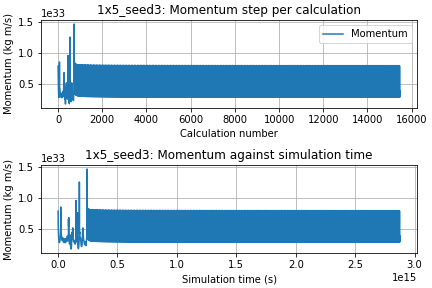 1e33
1x5_seed3: Momentum step per calculation
Momentum (kg m/s)
1.5
1.0
0.5
Momentum
0 2000 4000 6000 8000 10000 12000 14000 16000
Calculation number
1e33
1x5_seed3: Momentum against simulation time
Momentum (kg m/s)
1.5
1.0
0.5
0.0 0.5 1.0 1.5 2.0 2.5 3.0
1e15
Simulation time (s)